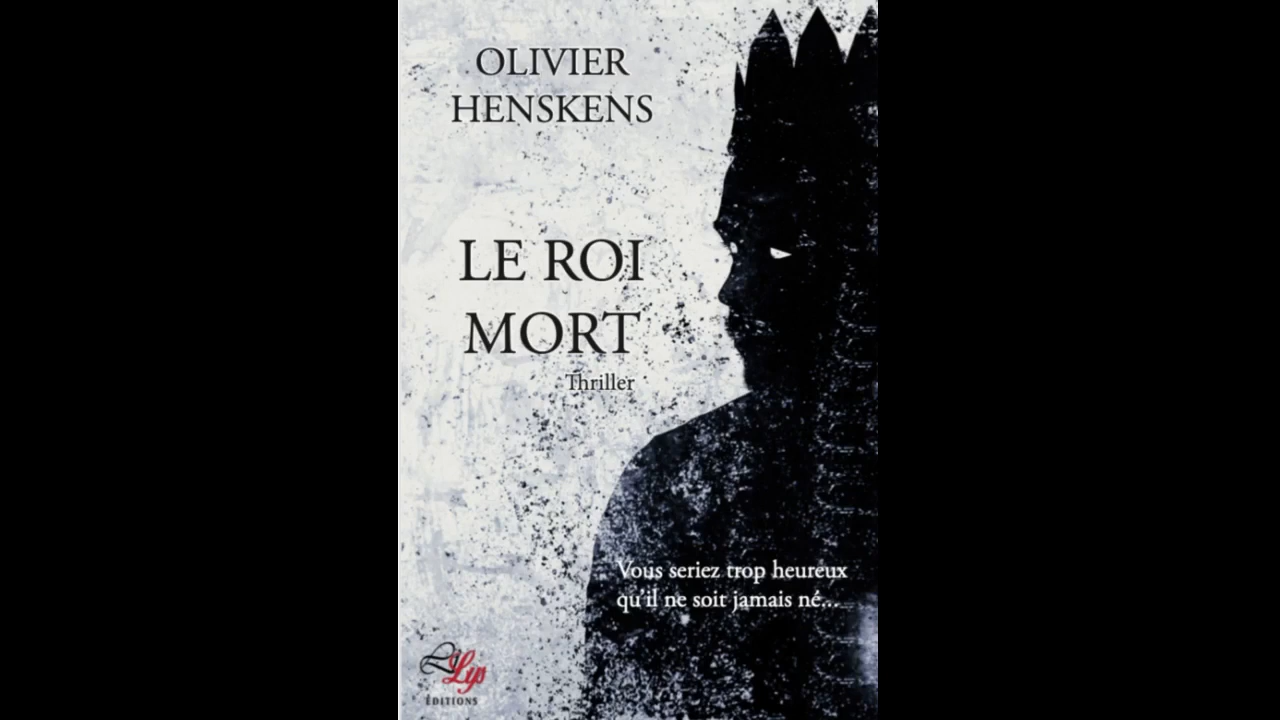 OLIVIER
HENSKENS
LE ROI
MORT
Thriller
Vous seriez trop heureux
qu'il ne soit jamais né...
Lys
ÉDITIONS